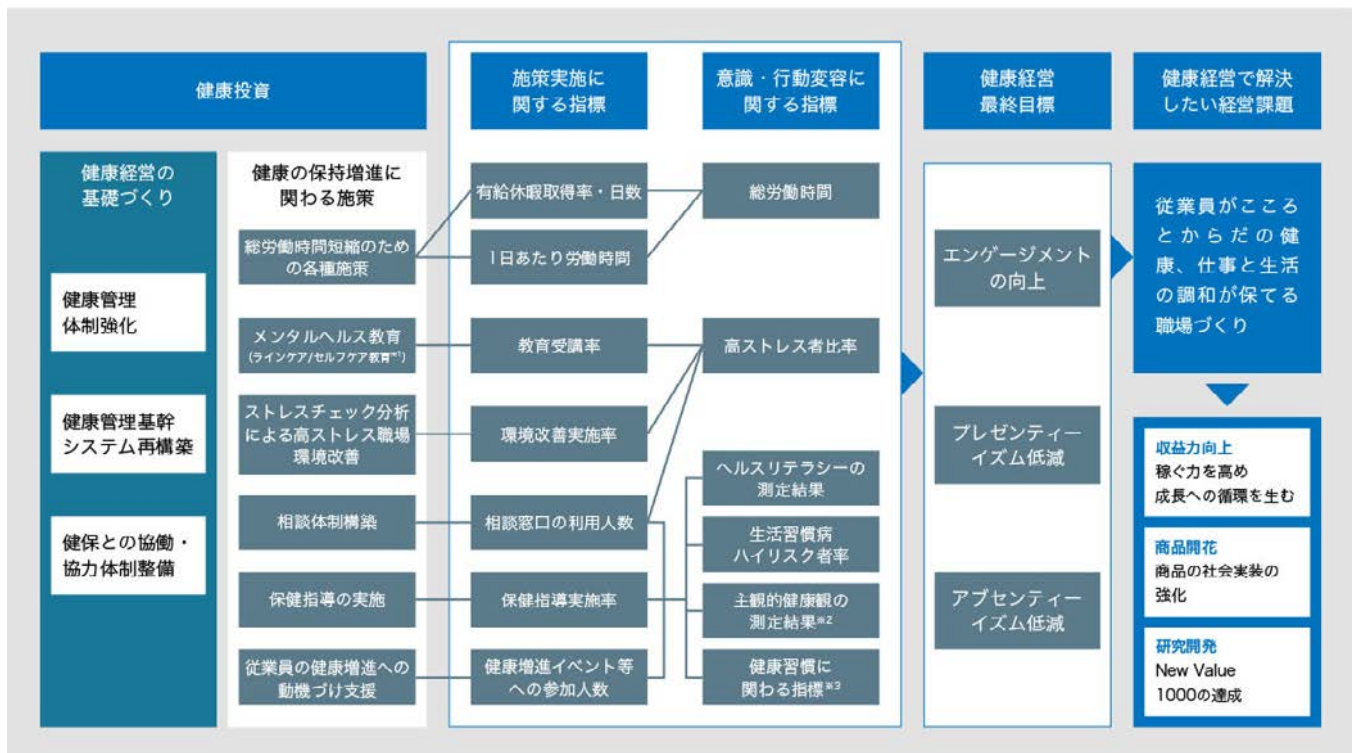 健康投資
施策実施に
関する指標
意識・行動変容に
関する指標
健康経営
最終目標
健康経営で解決
したい経営課題
健康経営の
基礎づくり
健康管理
体制強化
健康管理基幹
システム再構築
健保との協働・
協力体制整備
健康の保持増進に
関わる施策
総労働時間短縮のため
の各種施策
メンタルヘルス教育
(ラインケア/セルフケア教育※1)
ストレスチェック分析
による高ストレス職場
環境改善
相談体制構築
保健指導の実施
従業員の健康増進への
動機づけ支援
有給休暇取得率・日数
1日あたり労働時間
教育受講率
環境改善実施率
相談窓口の利用人数
保健指導実施率
健康増進イベント等
への参加人数
総労働時間
高ストレス者比率
ヘルスリテラシーの
測定結果
生活習慣病
ハイリスク者率
主観的健康観の
測定結果※2
健康習慣に
関わる指標※3
エンゲージメント
の向上
プレゼンティー
イズム低減
アブセンティー
イズム低減
従業員がこころ
とからだの健
康、仕事と生活
の調和が保てる
職場づくり
収益力向上
稼ぐ力を高め
成長への循環を生む
商品開花
商品の社会実装の
強化
研究開発
New Value
1000の達成